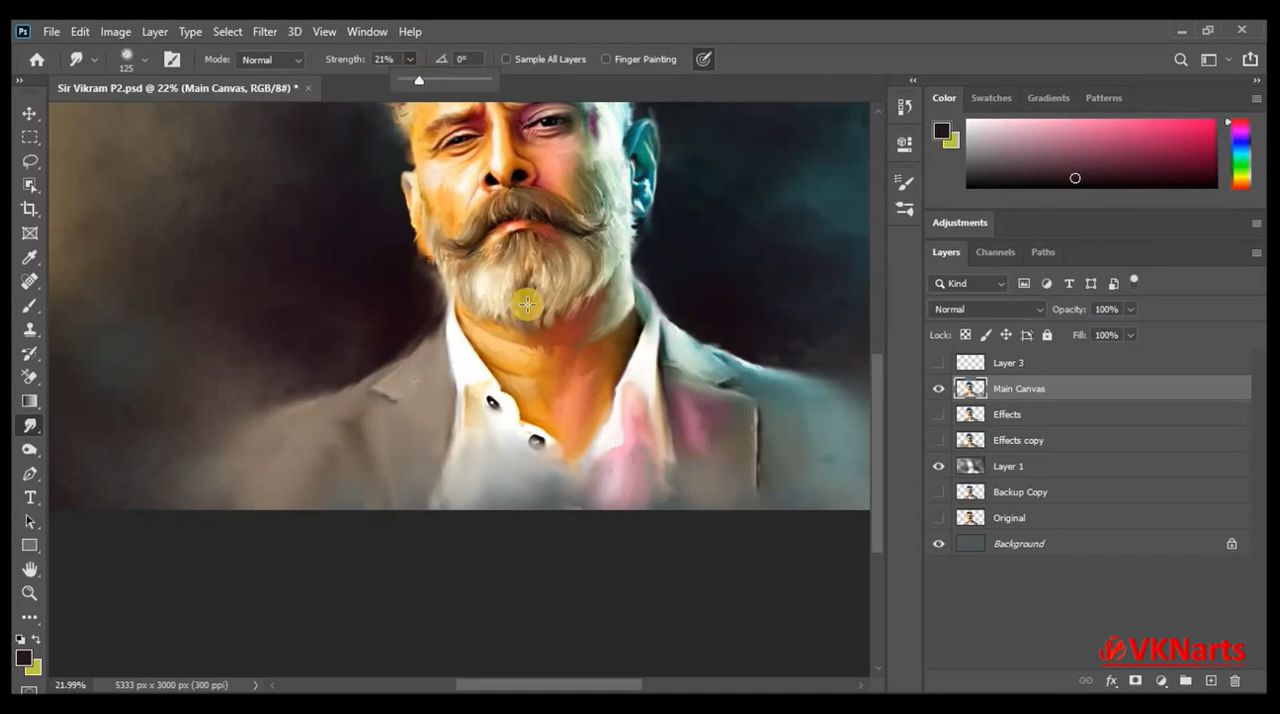 Ps File Edit Image Layer Type Select Filter 3D View Window Help
125 Mode: Normal Strength: 21% 0° Sample All Layers Finger Painting
Sir Vikram P2.psd @ 22% (Main Canvas, RGB/8#) * ×
Color Swatches Gradients Patterns
Adjustments
Layers Channels Paths
Kind
Normal Opacity: 100%
Lock: Fill: 100%
Layer 3
Main Canvas
Effects
Effects copy
Layer 1
Backup Copy
Original
Background
VKNarts
21.99% 5333 px x 3000 px (300 ppi)